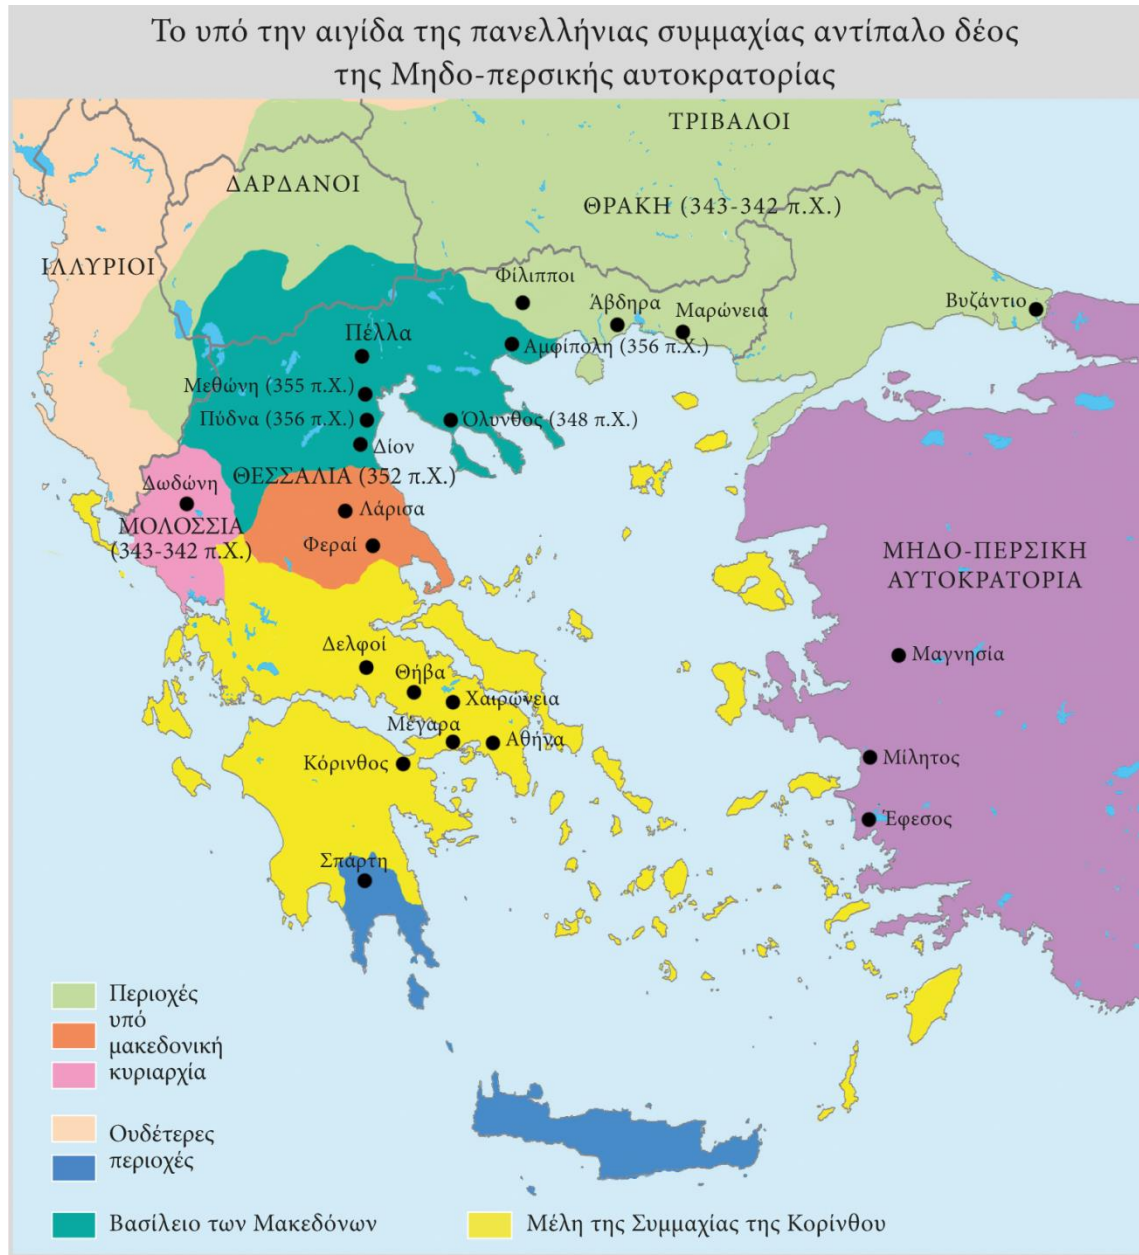 Το υπό την αιγίδα της πανελλήνιας συμμαχίας αντίπαλο δέος
της Μηδο-περσικής αυτοκρατορίας
ΤΡΙΒΑΛΟΙ
ΔΑΡΔΑΝΟΙ
ΘΡΑΚΗ (343-342 π.Χ.)
ΙΛΛΥΡΙΟΙ
Φίλιπποι
Άβδηρα
Μαρώνεια
Βυζάντιο
Πέλλα
Αμφίπολη (356 π.Χ.)
Μεθώνη (355 π.Χ.)
Πύδνα (356 π.Χ.)
Όλυνθος (348 π.Χ.)
Δίον
ΘΕΣΣΑΛΙΑ (352 π.Χ.)
Δωδώνη
Λάρισα
ΜΟΛΟΣΣΙΑ
(343-342 π.Χ.)
Φεραί
ΜΗΔΟ-ΠΕΡΣΙΚΗ
ΑΥΤΟΚΡΑΤΟΡΙΑ
Δελφοί
Μαγνησία
Θήβα
Χαιρώνεια
Μέγαρα
Αθήνα
Κόρινθος
Μίλητος
Έφεσος
Σπάρτη
Περιοχές
υπό
μακεδονική
κυριαρχία
Ουδέτερες
περιοχές
Βασίλειο των Μακεδόνων
Μέλη της Συμμαχίας της Κορίνθου